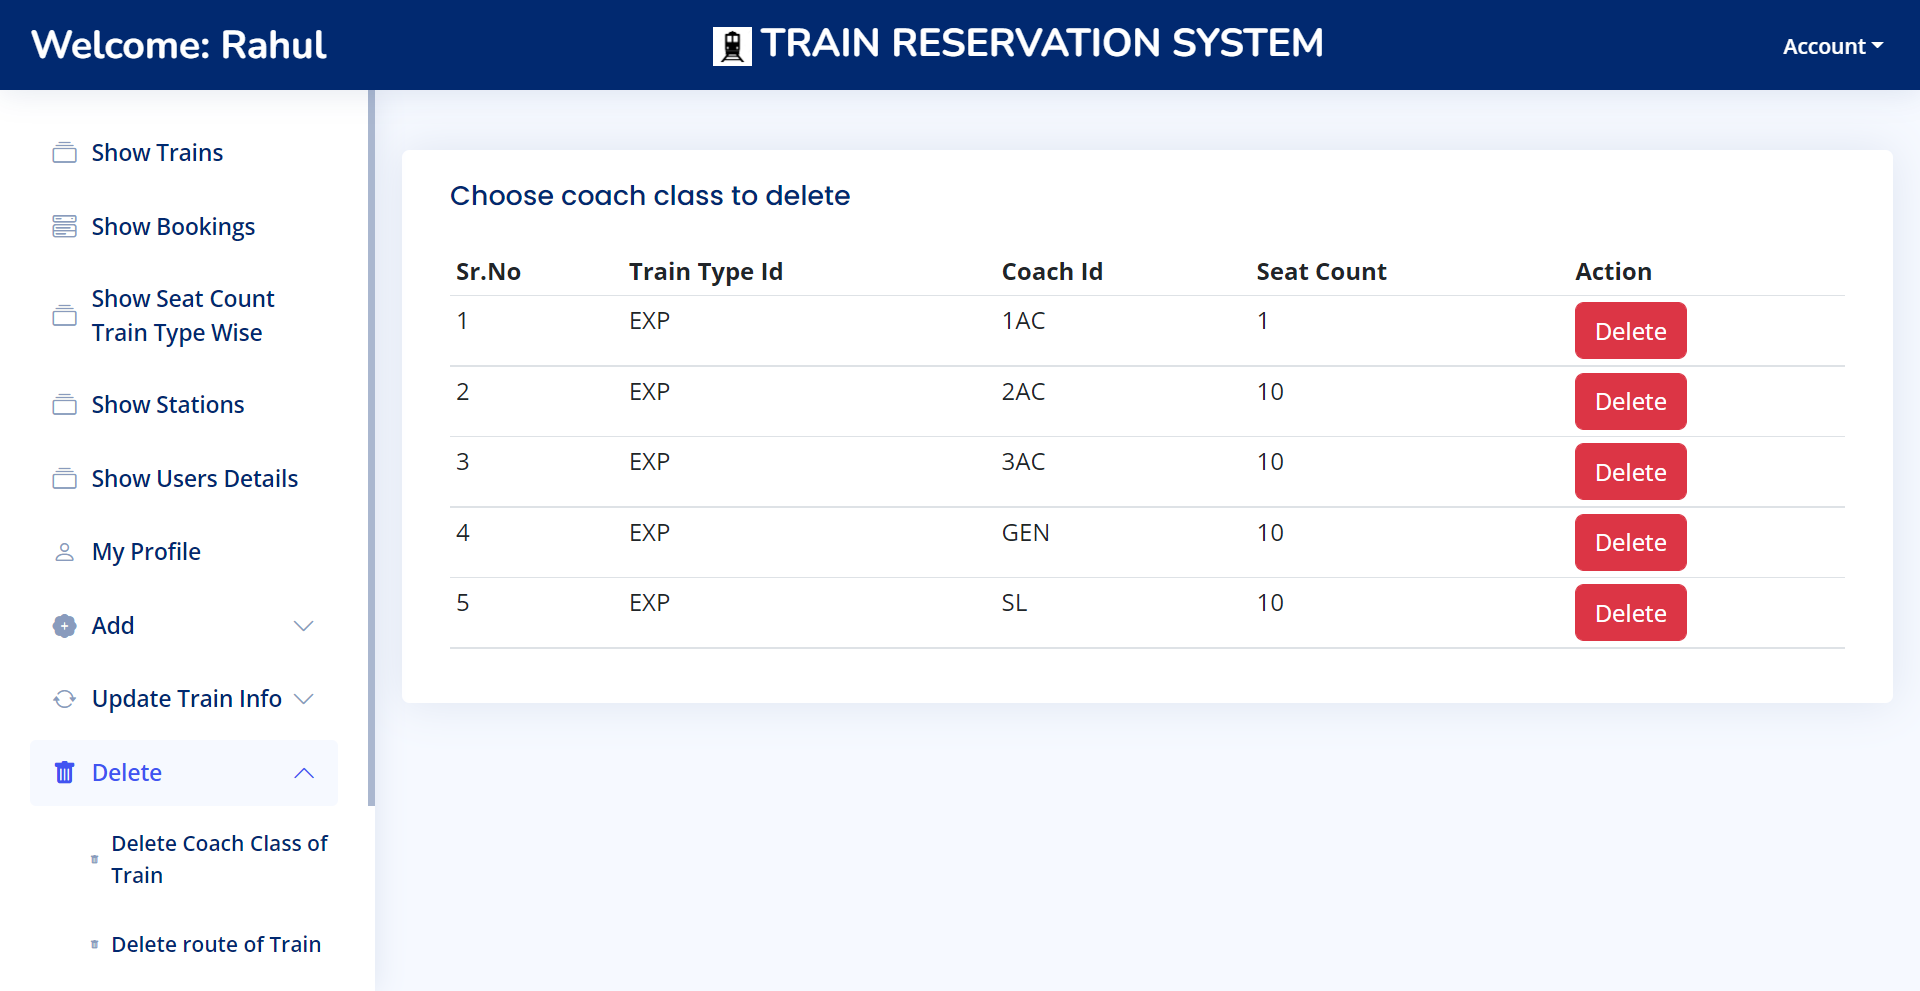 Welcome: Rahul
TRAIN RESERVATION SYSTEM
Account
Show Trains
Show Bookings
Show Seat Count
Train Type Wise
Show Stations
Show Users Details
My Profile
Add
Update Train Info
Delete
Delete Coach Class of
Train
Delete route of Train
Choose coach class to delete
Sr.No Train Type Id Coach Id Seat Count Action
1 EXP 1AC 1 Delete
2 EXP 2AC 10 Delete
3 EXP 3AC 10 Delete
4 EXP GEN 10 Delete
5 EXP SL 10 Delete